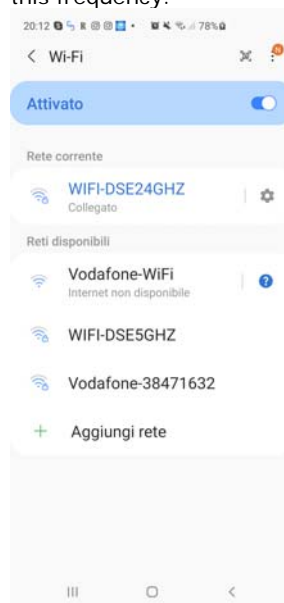 this frequency.
20:12
78%
Wi-Fi
N
Attivato
Rete corrente
WIFI-DSE24GHZ
Collegato
Reti disponibili
Vodafone-WiFi
Internet non disponibile
?
WIFI-DSE5GHZ
Vodafone-38471632
+ Aggiungi rete